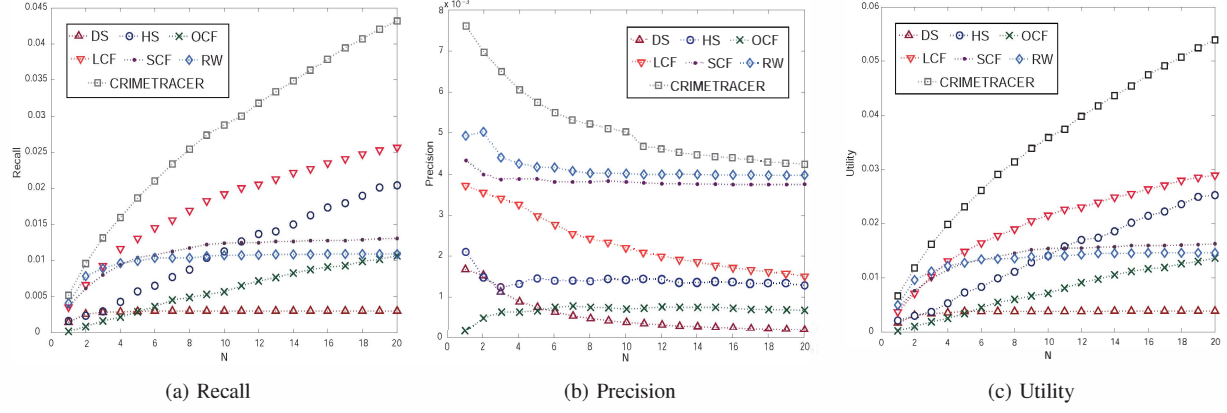 0.045
0.04
0.035
0.03
0.025
0.02
0.015
0.01
0.005
0
Recall
DS HS OCF
LCF SCF RW
CRIMETRACER
0 2 4 6 8 10 12 14 16 18 20
N
(a) Recall
8 x 10⁻³
7
6
5
4
3
2
1
0
Precision
DS HS OCF
LCF SCF RW
CRIMETRACER
0 2 4 6 8 10 12 14 16 18 20
N
(b) Precision
0.06
0.05
0.04
0.03
0.02
0.01
0
Utility
DS HS OCF
LCF SCF RW
CRIMETRACER
0 2 4 6 8 10 12 14 16 18 20
N
(c) Utility